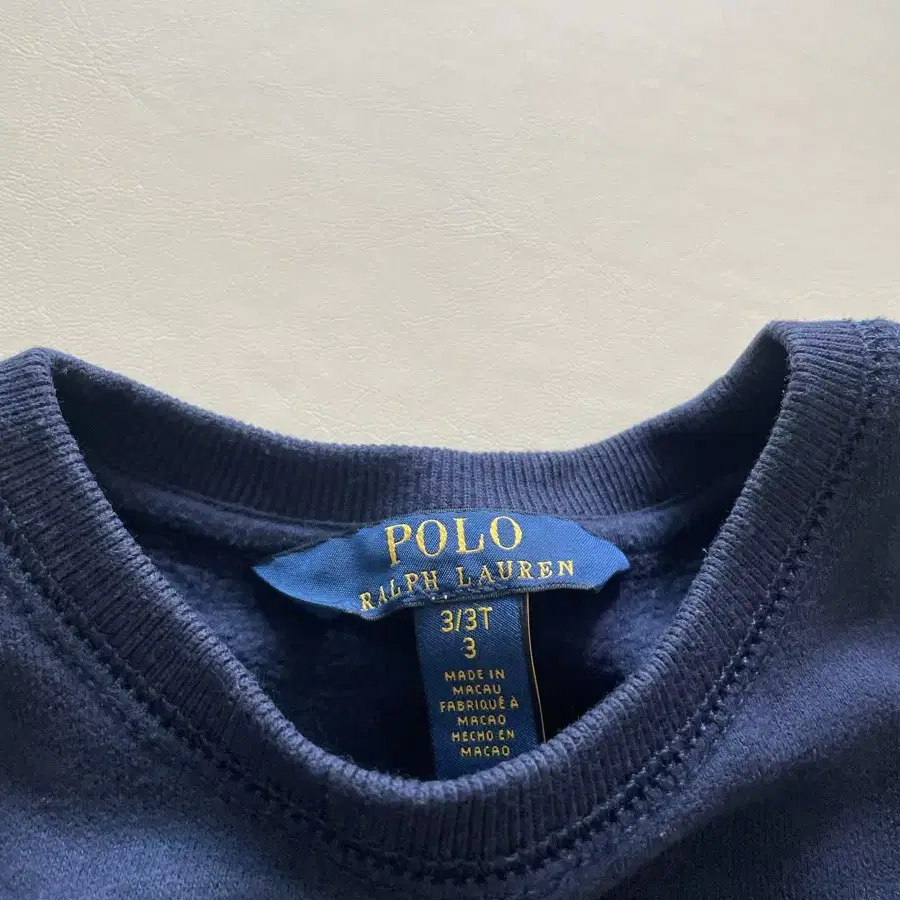 POLO
RALPH LAUREN
3/3T
3
MADE IN
MACAU
FABRIQUÉ À
MACAO
HECHO EN
MACAO